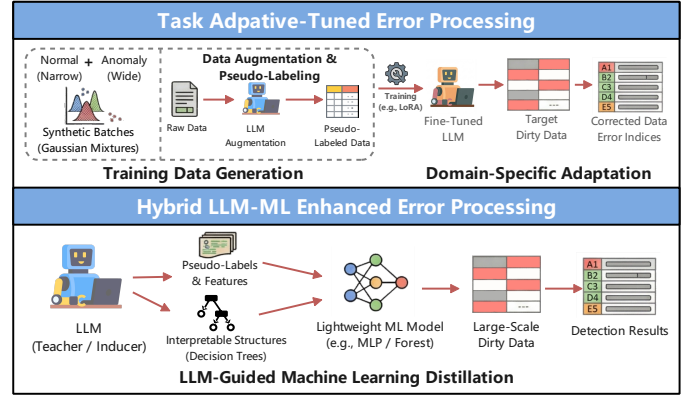 Task Adpative-Tuned Error Processing
Normal + Anomaly
(Narrow) (Wide)
Synthetic Batches
(Gaussian Mixtures)
Data Augmentation &
Pseudo-Labeling
Raw Data
LLM
Augmentation
Pseudo-
Labeled Data
Training
(e.g., LoRA)
Fine-Tuned
LLM
Target
Dirty Data
A1
B2
C3
D4
E5
Corrected Data
Error Indices
Training Data Generation
Domain-Specific Adaptation
Hybrid LLM-ML Enhanced Error Processing
LLM
(Teacher / Inducer)
Pseudo-Labels
& Features
Interpretable Structures
(Decision Trees)
Lightweight ML Model
(e.g., MLP / Forest)
Large-Scale
Dirty Data
A1
B2
C3
D4
E5
Detection Results
LLM-Guided Machine Learning Distillation